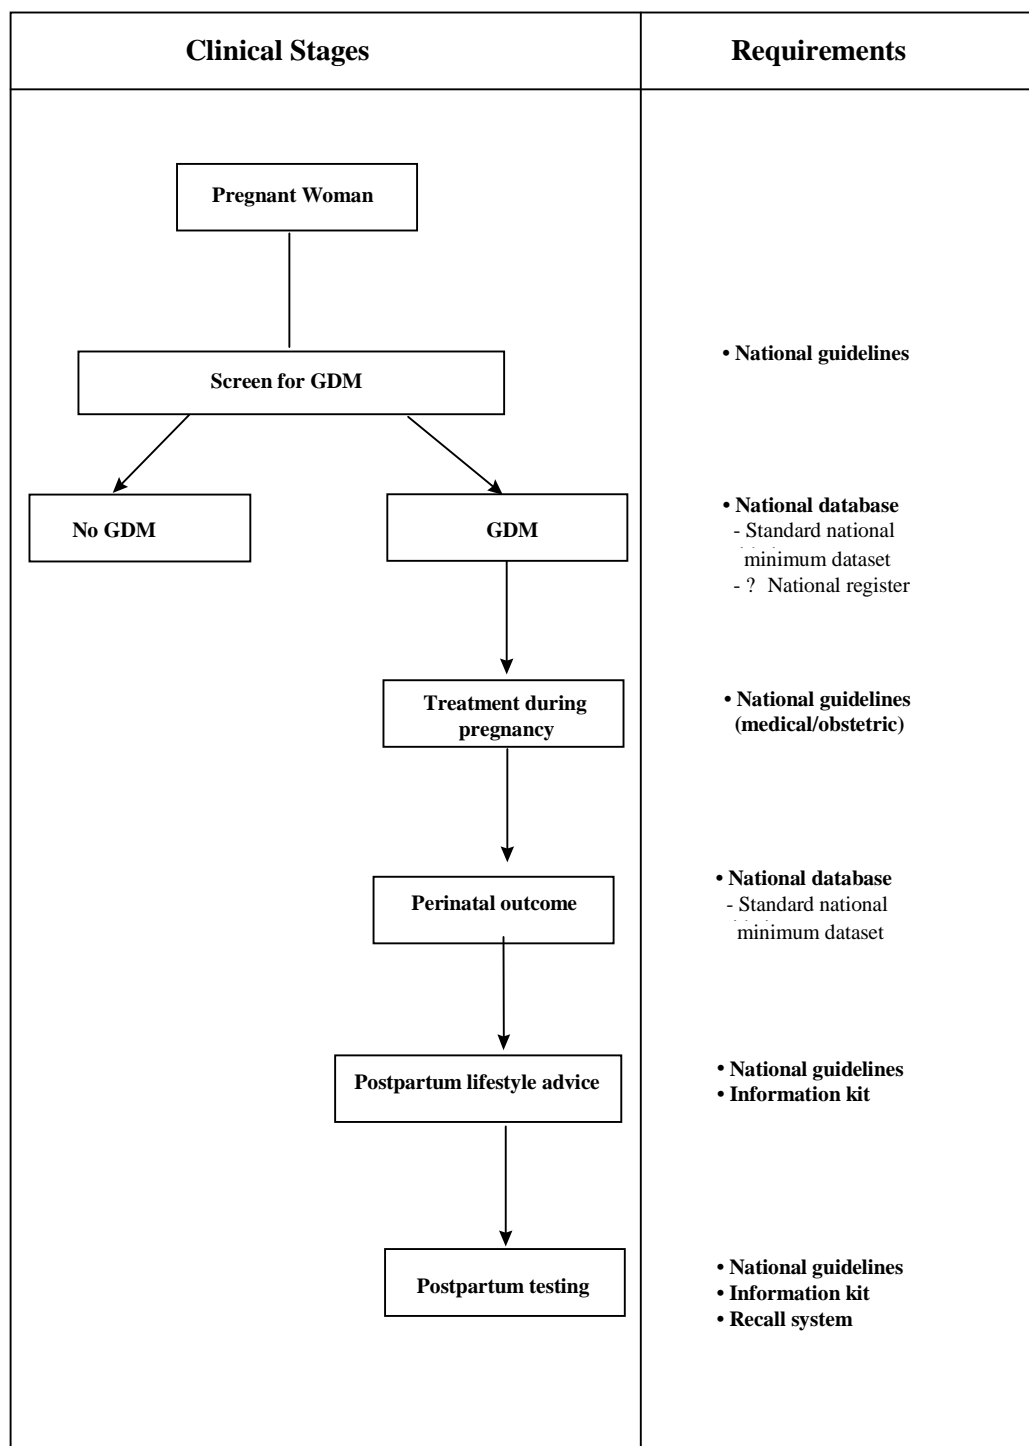 Clinical Stages
Requirements
Pregnant Woman
Screen for GDM
• National guidelines
No GDM
GDM
• National database
- Standard national
minimum dataset
- ? National register
Treatment during
pregnancy
• National guidelines
(medical/obstetric)
Perinatal outcome
• National database
- Standard national
minimum dataset
Postpartum lifestyle advice
• National guidelines
• Information kit
Postpartum testing
• National guidelines
• Information kit
• Recall system